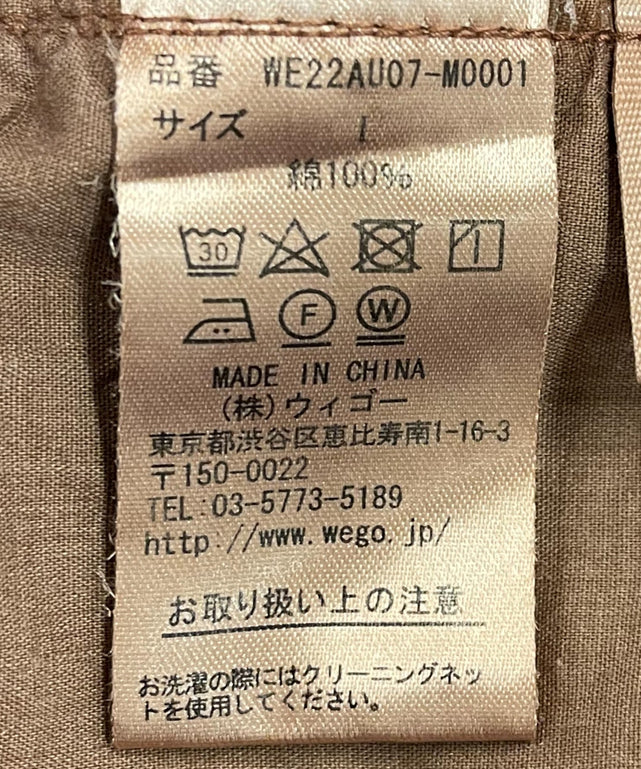 品番 WE22AU07-M0001
サイズ
綿100%
30
F W
MADE IN CHINA
(株)ウィゴー
東京都渋谷区恵比寿南1-16-3
〒150-0022
TEL:03-5773-5189
http://www.wego.jp/
お取り扱い上の注意
お洗濯の際にはクリーニングネッ
トを使用してください。